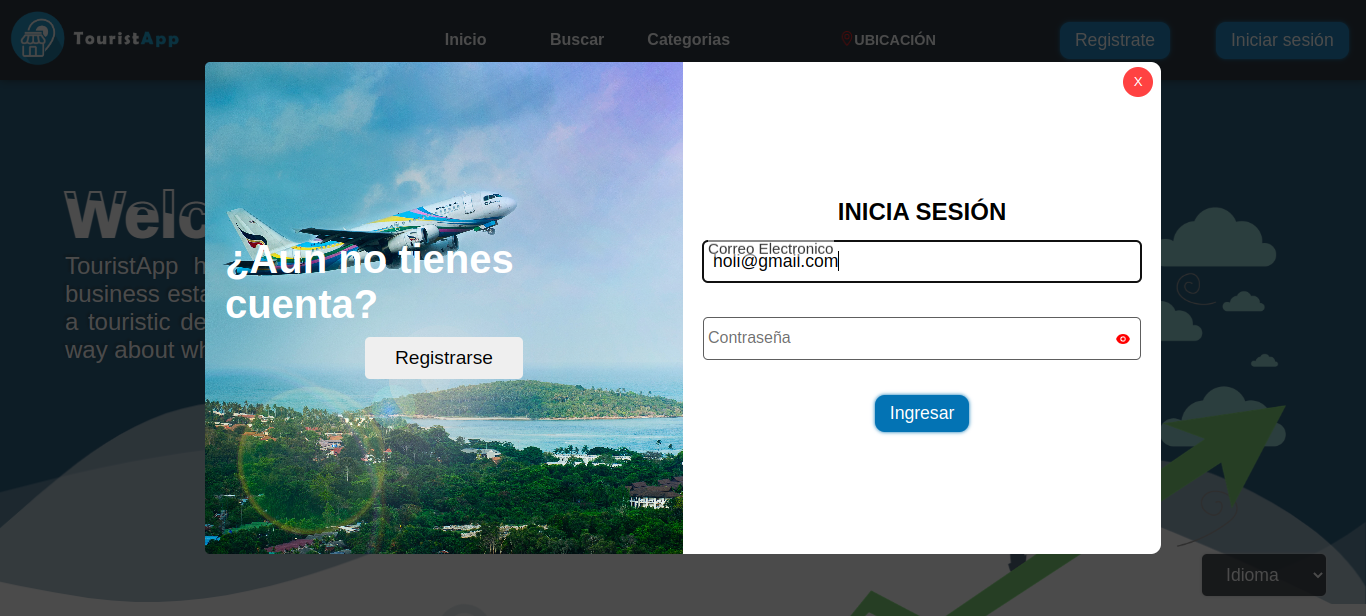 TouristApp
Inicio
Buscar
Categorias
UBICACIÓN
Registrate
Iniciar sesión
X
Welc
TouristApp h
business esta
a touristic de
way about wh
¿Aun no tienes
cuenta?
Registrarse
INICIA SESIÓN
Correo Electronico
holi@gmail.com
Contraseña
Ingresar
Idioma